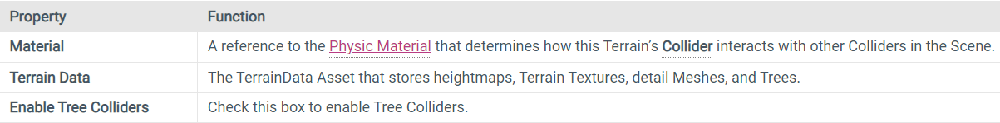 Property Function
Material A reference to the Physic Material that determines how this Terrain’s Collider interacts with other Colliders in the Scene.
Terrain Data The TerrainData Asset that stores heightmaps, Terrain Textures, detail Meshes, and Trees.
Enable Tree Colliders Check this box to enable Tree Colliders.